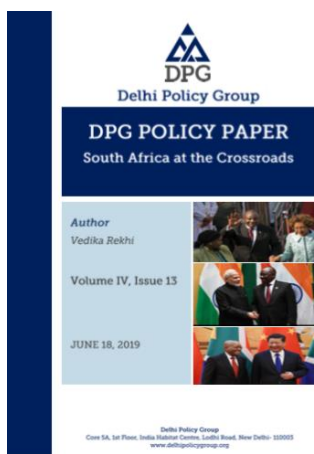 DPG
Delhi Policy Group
DPG POLICY PAPER
South Africa at the Crossroads
Author
Vedika Rekhi
Volume IV, Issue 13
JUNE 18, 2019
Delhi Policy Group
Core 5A, 1st Floor, India Habitat Centre, Lodhi Road, New Delhi- 110003
www.delhipolicygroup.org